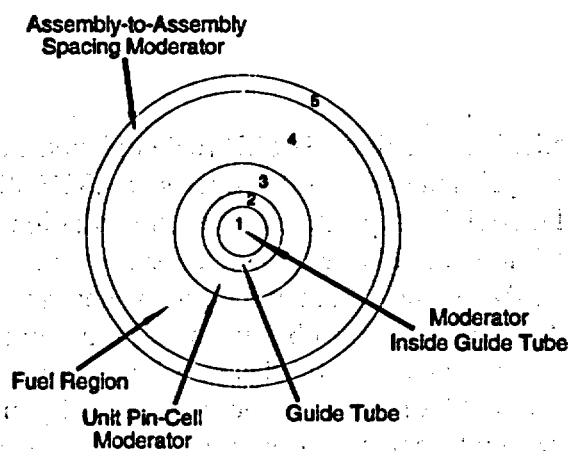 Assembly-to-Assembly
Spacing Moderator
5
4
3
2
1
Moderator
Inside Guide Tube
Fuel Region
Unit Pin-Cell
Moderator
Guide Tube